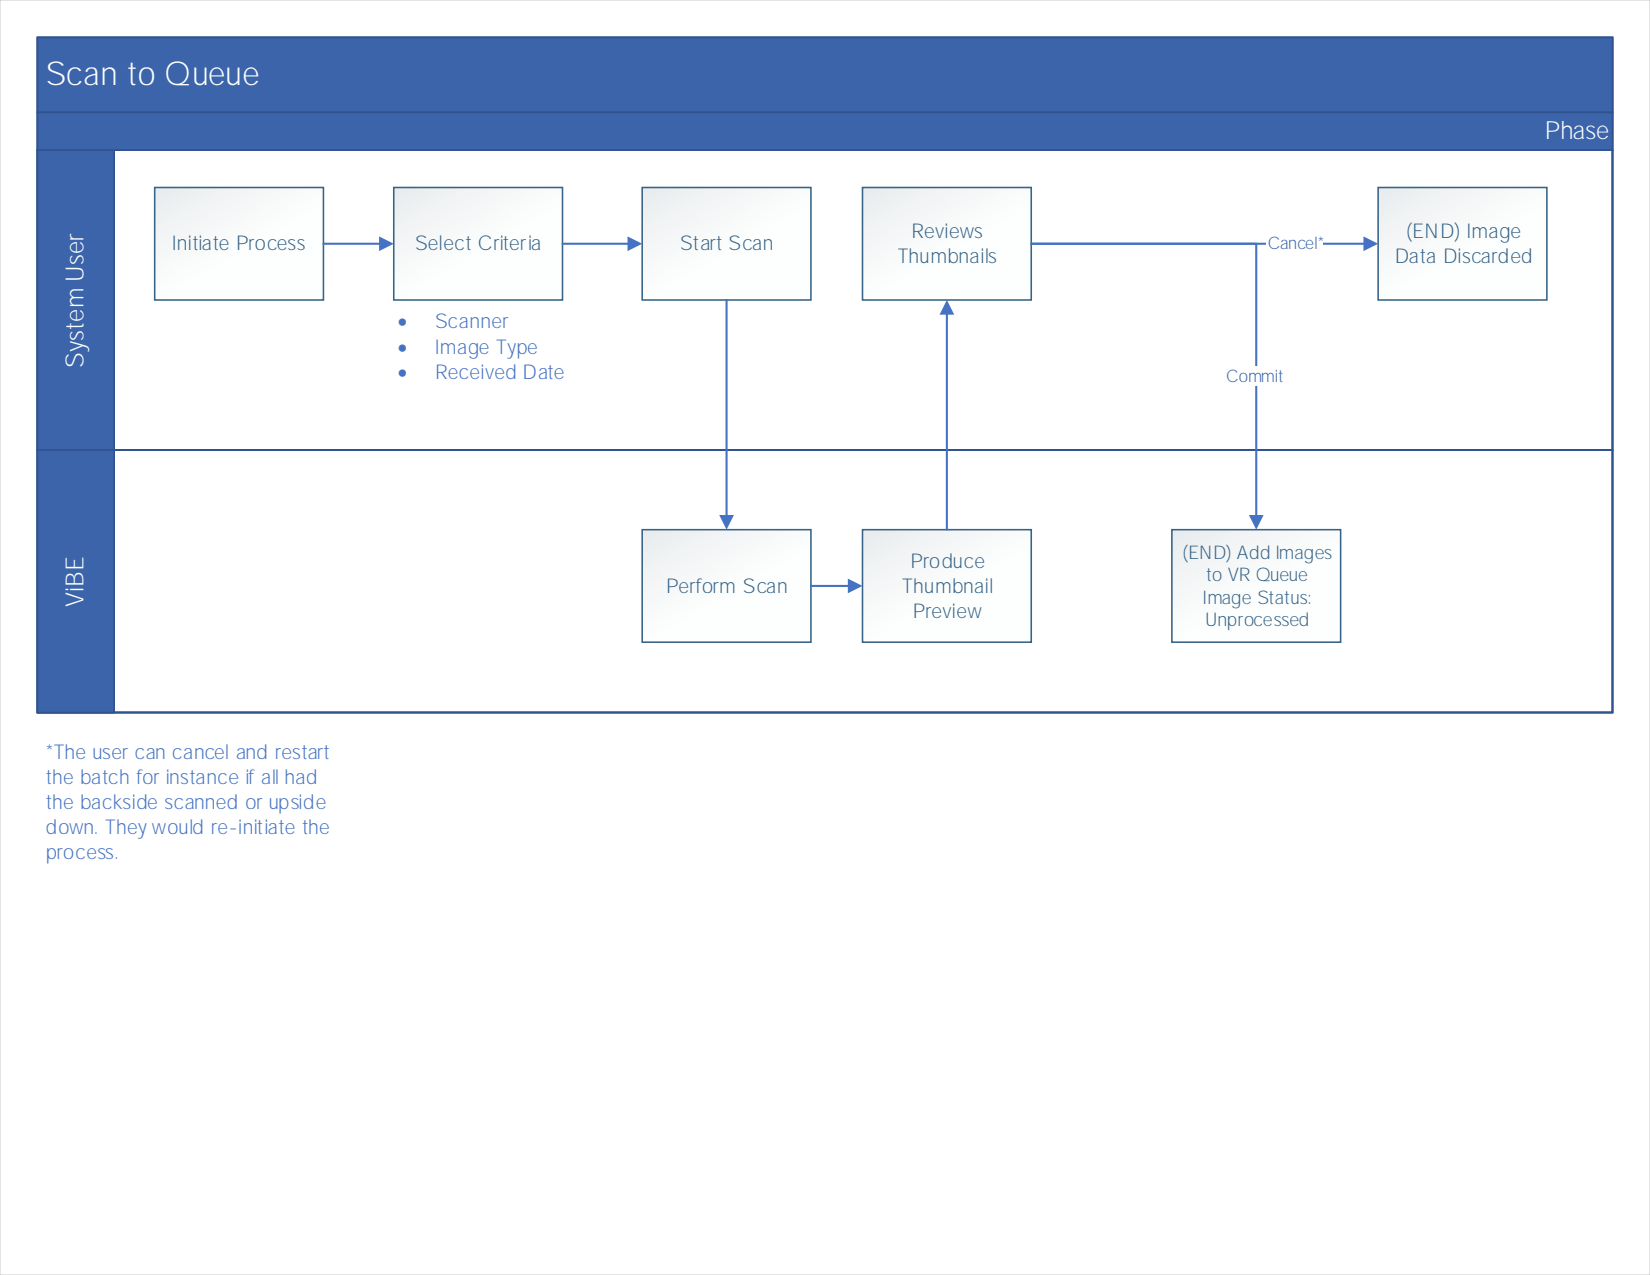 Scan to Queue
Phase
System User
Initiate Process
Select Criteria
Start Scan
Reviews
Thumbnails
Cancel*
(END) Image
Data Discarded
Scanner
Image Type
Received Date
Commit
ViBE
Perform Scan
Produce
Thumbnail
Preview
(END) Add Images
to VR Queue
Image Status:
Unprocessed
*The user can cancel and restart
the batch for instance if all had
the backside scanned or upside
down. They would re-initiate the
process.